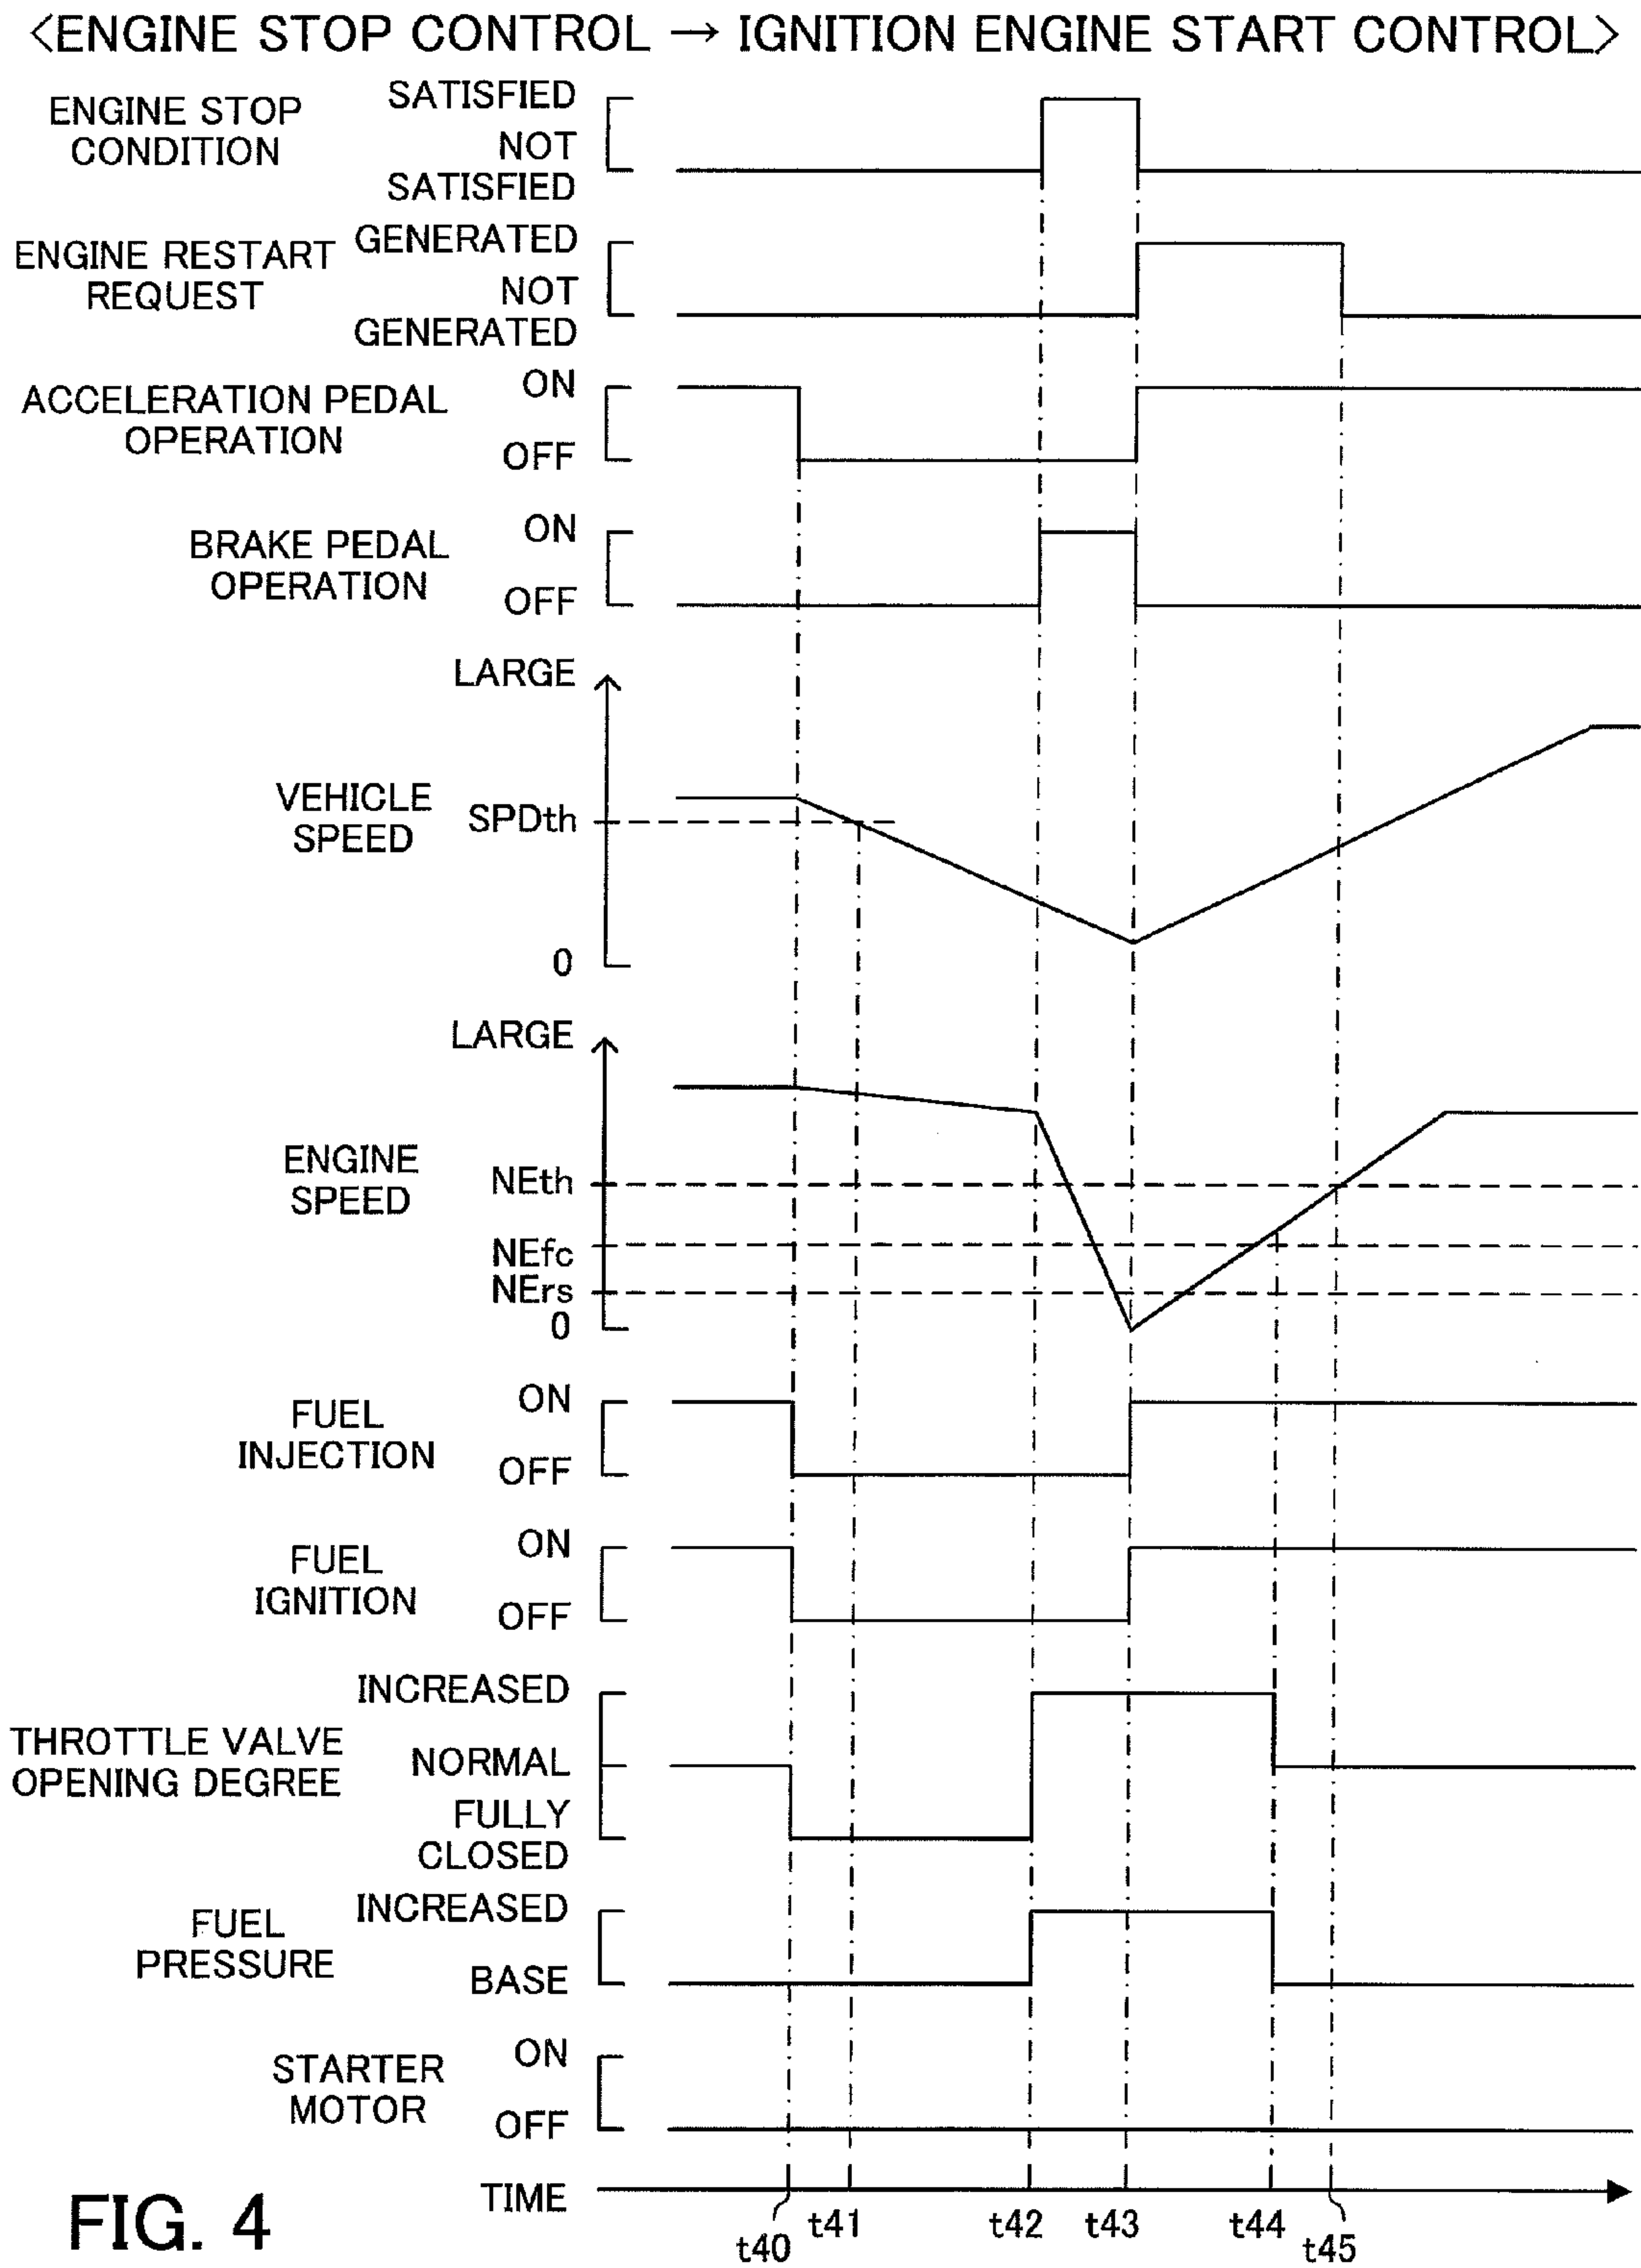 <ENGINE STOP CONTROL → IGNITION ENGINE START CONTROL>
ENGINE STOP
CONDITION
SATISFIED
NOT
SATISFIED
ENGINE RESTART
REQUEST
GENERATED
NOT
GENERATED
ACCELERATION PEDAL
OPERATION
ON
OFF
BRAKE PEDAL
OPERATION
ON
OFF
VEHICLE
SPEED
LARGE
SPDth
0
ENGINE
SPEED
LARGE
NEth
NEfc
NErs
0
FUEL
INJECTION
ON
OFF
FUEL
IGNITION
ON
OFF
THROTTLE VALVE
OPENING DEGREE
INCREASED
NORMAL
FULLY
CLOSED
FUEL
PRESSURE
INCREASED
BASE
STARTER
MOTOR
ON
OFF
TIME
t40
t41
t42
t43
t44
t45
FIG. 4